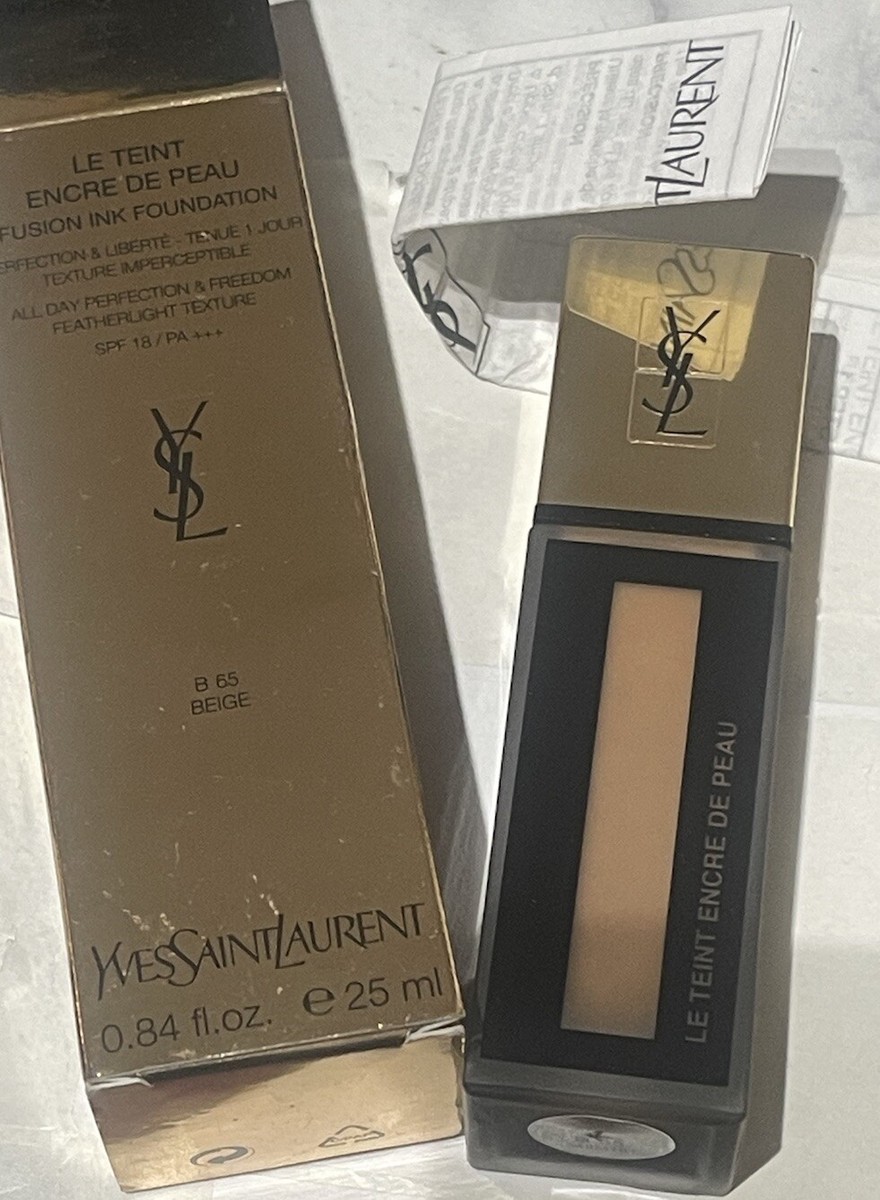 LE TEINT
ENCRE DE PEAU
FUSION INK FOUNDATION
PERFECTION & LIBERTÉ - TENUE 1 JOUR
TEXTURE IMPERCEPTIBLE
ALL DAY PERFECTION & FREEDOM
FEATHERLIGHT TEXTURE
SPF 18 / PA +++
YSL
B 65
BEIGE
YVESSAINTLAURENT
0.84 fl.oz. e 25 ml
TLAURENT
YSL
LE TEINT ENCRE DE PEAU